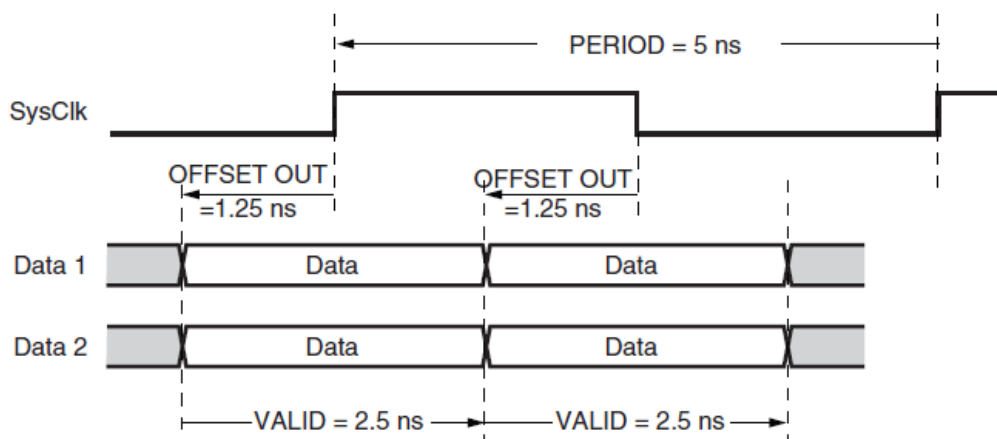 PERIOD = 5 ns
SysClk
OFFSET OUT
=1.25 ns
OFFSET OUT
=1.25 ns
Data 1
Data
Data
Data 2
Data
Data
VALID = 2.5 ns
VALID = 2.5 ns